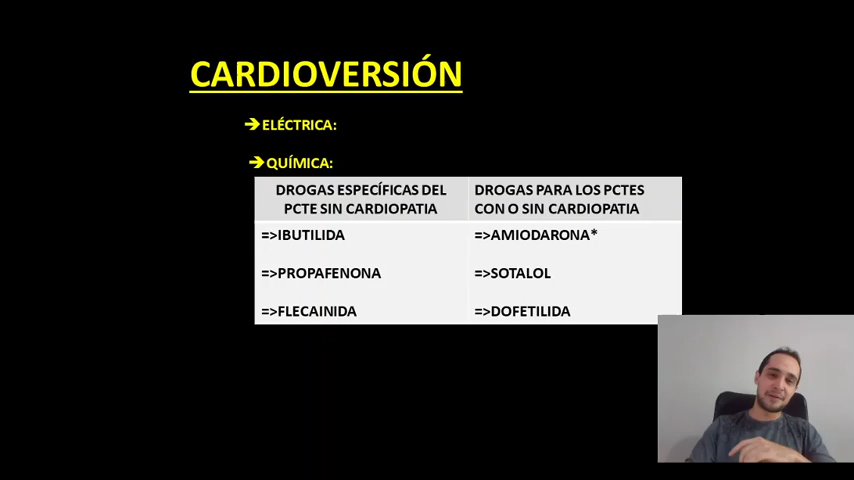 CARDIOVERSIÓN
➔ELÉCTRICA:
➔QUÍMICA:
DROGAS ESPECÍFICAS DEL
PCTE SIN CARDIOPATIA
DROGAS PARA LOS PCTES
CON O SIN CARDIOPATIA
=>IBUTILIDA
=>AMIODARONA*
=>PROPAFENONA
=>SOTALOL
=>FLECAINIDA
=>DOFETILIDA